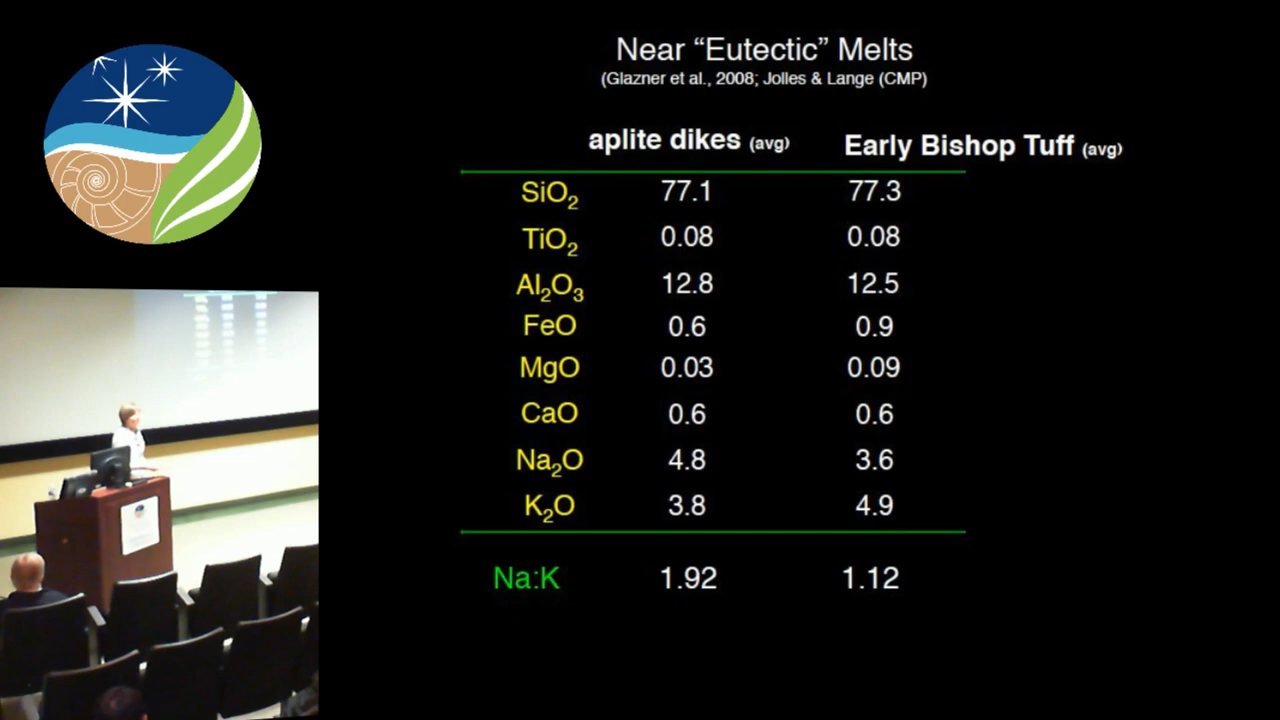 Near “Eutectic” Melts
(Glazner et al., 2008; Jolles & Lange (CMP)
aplite dikes (avg) Early Bishop Tuff (avg)
SiO₂ 77.1 77.3
TiO₂ 0.08 0.08
Al₂O₃ 12.8 12.5
FeO 0.6 0.9
MgO 0.03 0.09
CaO 0.6 0.6
Na₂O 4.8 3.6
K₂O 3.8 4.9
Na:K 1.92 1.12